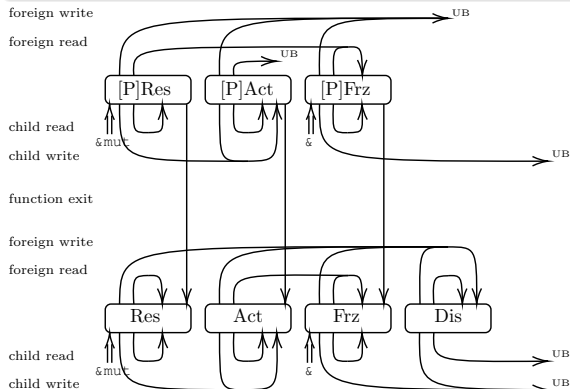 foreign write
UB
foreign read
UB
[P]Res [P]Act [P]Frz
child read
&mut &
child write
UB
function exit
foreign write
foreign read
Res Act Frz Dis
child read
UB
&mut &
child write
UB